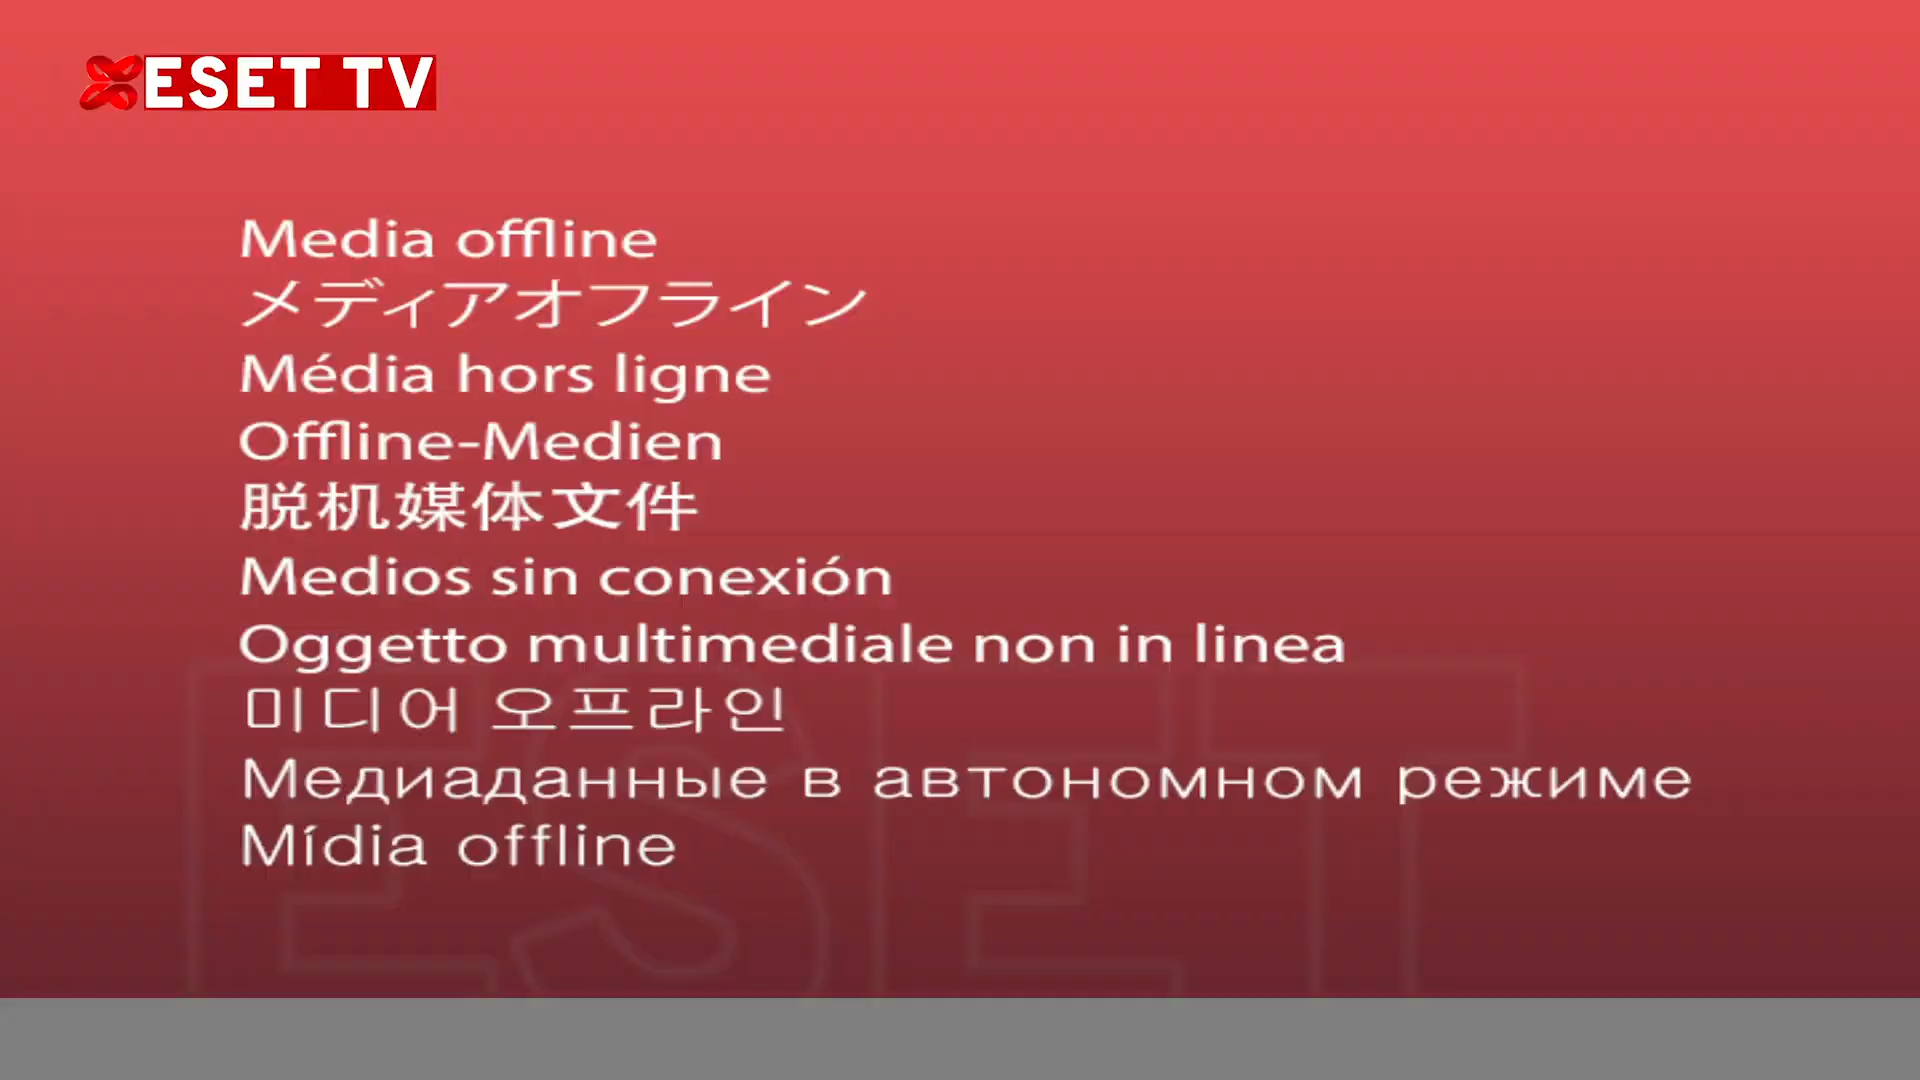 ESET TV
Media offline
メディアオフライン
Média hors ligne
Offline-Medien
脱机媒体文件
Medios sin conexión
Oggetto multimediale non in linea
미디어 오프라인
Медиаданные в автономном режиме
Mídia offline
ESET